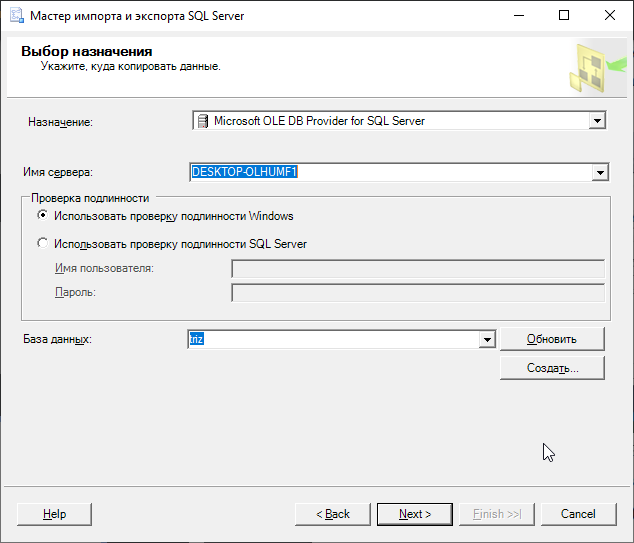 Мастер импорта и экспорта SQL Server
Выбор назначения
Укажите, куда копировать данные.
Назначение:
Microsoft OLE DB Provider for SQL Server
Имя сервера:
DESKTOP-OLHUMF1
Проверка подлинности
Использовать проверку подлинности Windows
Использовать проверку подлинности SQL Server
Имя пользователя:
Пароль:
База данных:
triz
Обновить
Создать...
Help
< Back
Next >
Finish >>|
Cancel